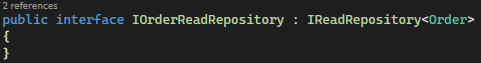 2 references
public interface IOrderReadRepository : IReadRepository<Order>
{
}